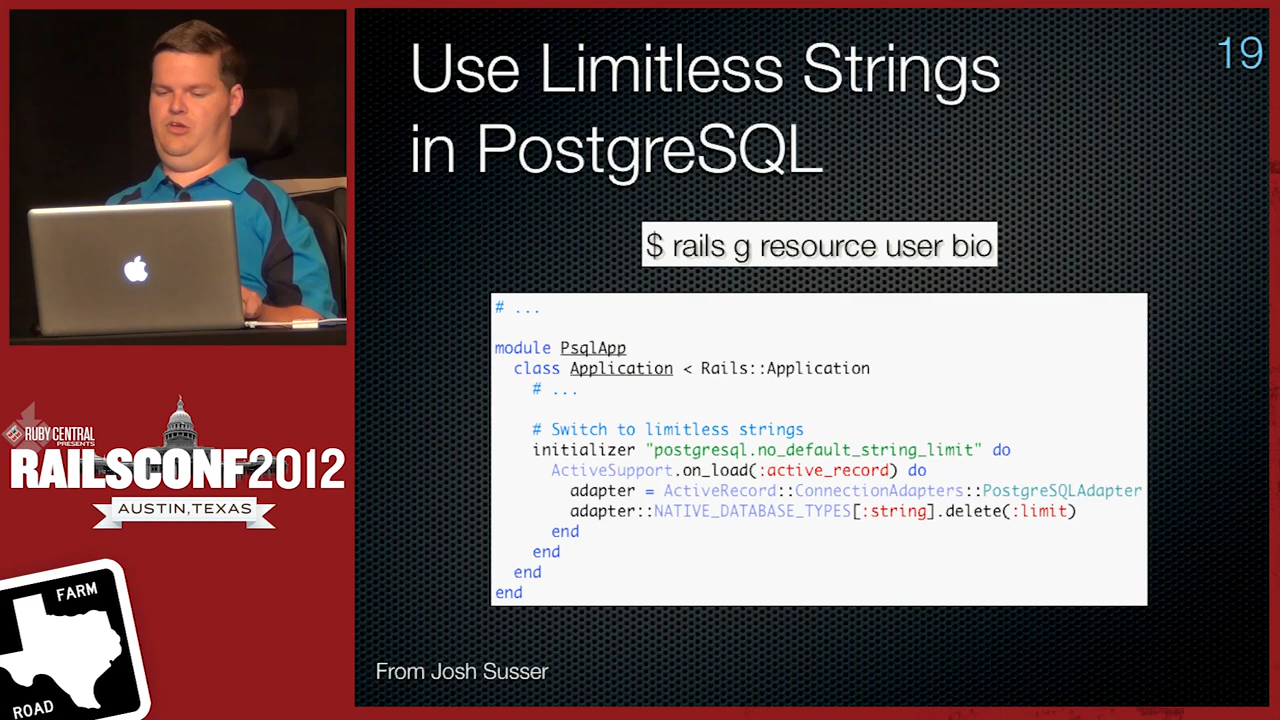 Use Limitless Strings
in PostgreSQL
19
$ rails g resource user bio
# ...
module PsqlApp
class Application < Rails::Application
# ...
# Switch to limitless strings
initializer "postgresql.no_default_string_limit" do
ActiveSupport.on_load(:active_record) do
adapter = ActiveRecord::ConnectionAdapters::PostgreSQLAdapter
adapter::NATIVE_DATABASE_TYPES[:string].delete(:limit)
end
end
end
end
From Josh Susser
RUBY CENTRAL
PRESENTS
RAILSCONF2012
AUSTIN,TEXAS
FARM
ROAD